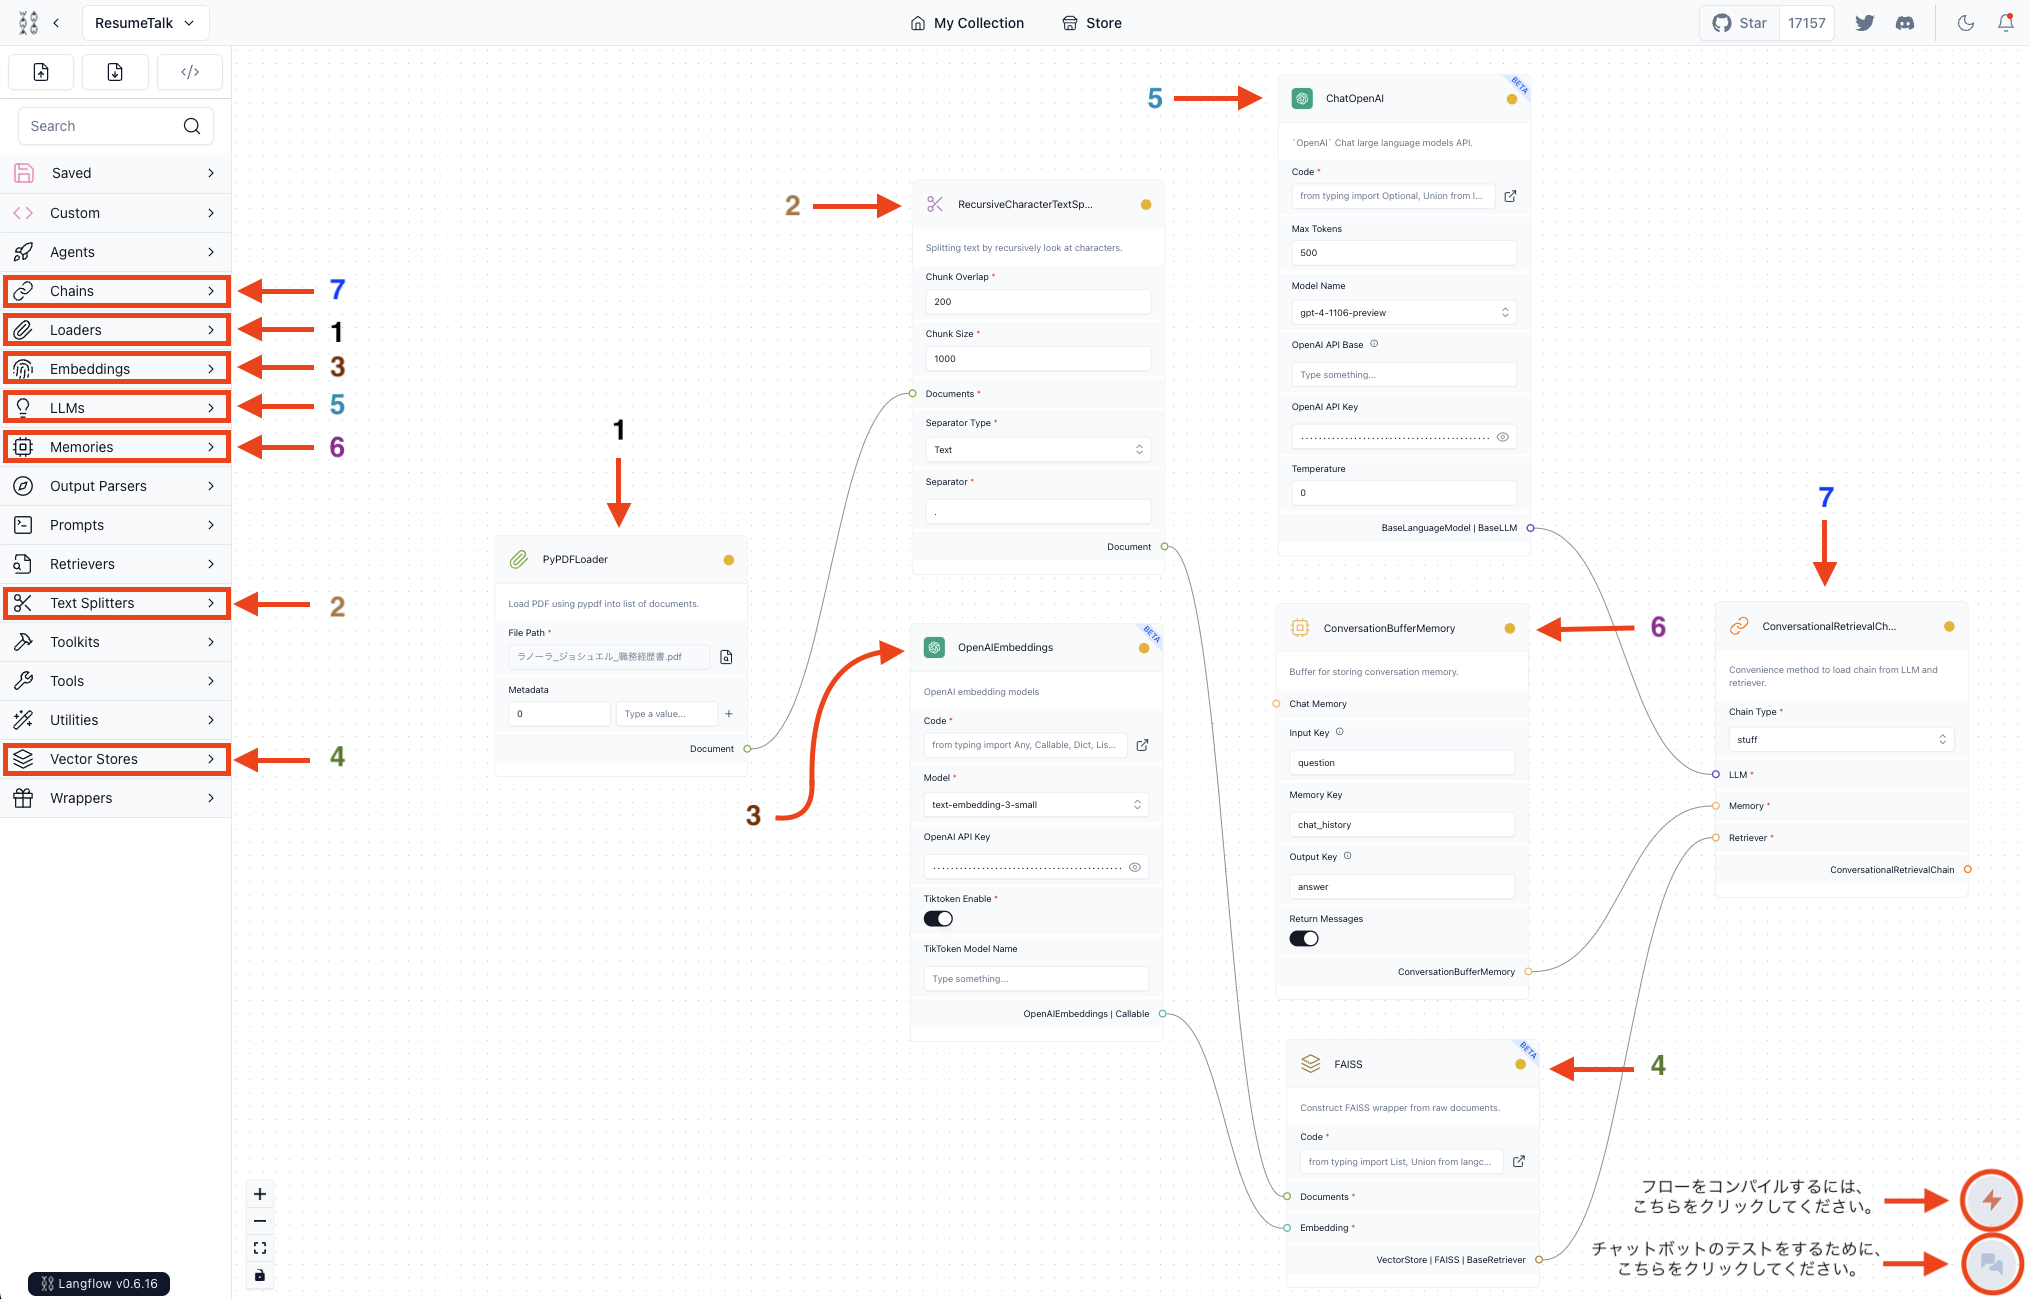 ResumeTalk
My Collection
Store
Star
17157
Search
Saved
Custom
Agents
Chains
7
Loaders
1
Embeddings
3
LLMs
5
Memories
6
Output Parsers
Prompts
Retrievers
Text Splitters
2
Toolkits
Tools
Utilities
Vector Stores
4
Wrappers
Langflow v0.6.16
1
PyPDFLoader
Load PDF using pypdf into list of documents.
File Path *
ラノーラ_ジョシュエル_職務経歴書.pdf
Metadata
0
Type a value...
Document
2
RecursiveCharacterTextSp...
Splitting text by recursively look at characters.
Chunk Overlap *
200
Chunk Size *
1000
Documents *
Separator Type *
Text
Separator *
.
Document
3
OpenAIEmbeddings
BETA
OpenAI embedding models
Code *
from typing import Any, Callable, Dict, Lis...
Model *
text-embedding-3-small
OpenAI API Key
Tiktoken Enable *
TikToken Model Name
Type something...
OpenAIEmbeddings | Callable
5
ChatOpenAI
BETA
`OpenAI` Chat large language models API.
Code *
from typing import Optional, Union from l...
Max Tokens
500
Model Name
gpt-4-1106-preview
OpenAI API Base
Type something...
OpenAI API Key
Temperature
0
BaseLanguageModel | BaseLLM
6
ConversationBufferMemory
Buffer for storing conversation memory.
Chat Memory
Input Key
question
Memory Key
chat_history
Output Key
answer
Return Messages
ConversationBufferMemory
4
FAISS
BETA
Construct FAISS wrapper from raw documents.
Code *
from typing import List, Union from langc...
Documents *
Embedding *
VectorStore | FAISS | BaseRetriever
7
ConversationalRetrievalCh...
Convenience method to load chain from LLM and
retriever.
Chain Type *
stuff
LLM *
Memory *
Retriever *
ConversationalRetrievalChain
フローをコンパイルするには、
こちらをクリックしてください。
チャットボットのテストをするために、
こちらをクリックしてください。